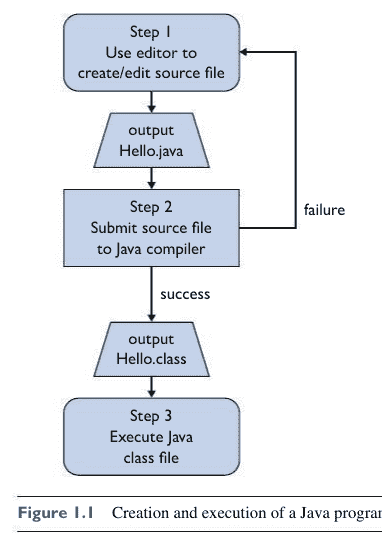 Step 1
Use editor to
create/edit source file
output
Hello.java
Step 2
Submit source file
to Java compiler
failure
success
output
Hello.class
Step 3
Execute Java
class file
Figure 1.1 Creation and execution of a Java